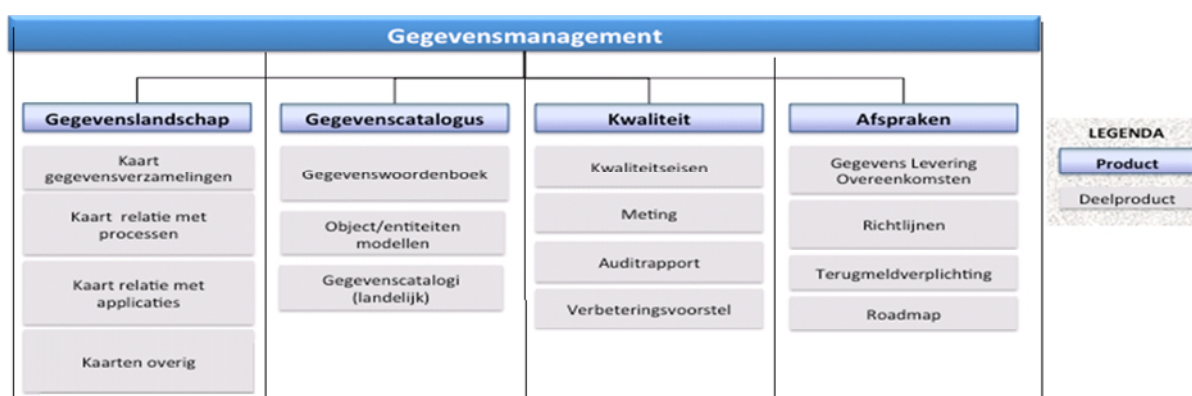 Gegevensmanagement
Gegevenslandschap
Kaart
gegevensverzamelingen
Kaart relatie met
processen
Kaart relatie met
applicaties
Kaarten overig
Gegevenscatalogus
Gegevenswoordenboek
Object/entiteiten
modellen
Gegevenscatalogi
(landelijk)
Kwaliteit
Kwaliteitseisen
Meting
Auditrapport
Verbeteringsvoorstel
Afspraken
Gegevens Levering
Overeenkomsten
Richtlijnen
Terugmeldverplichting
Roadmap
LEGENDA
Product
Deelproduct